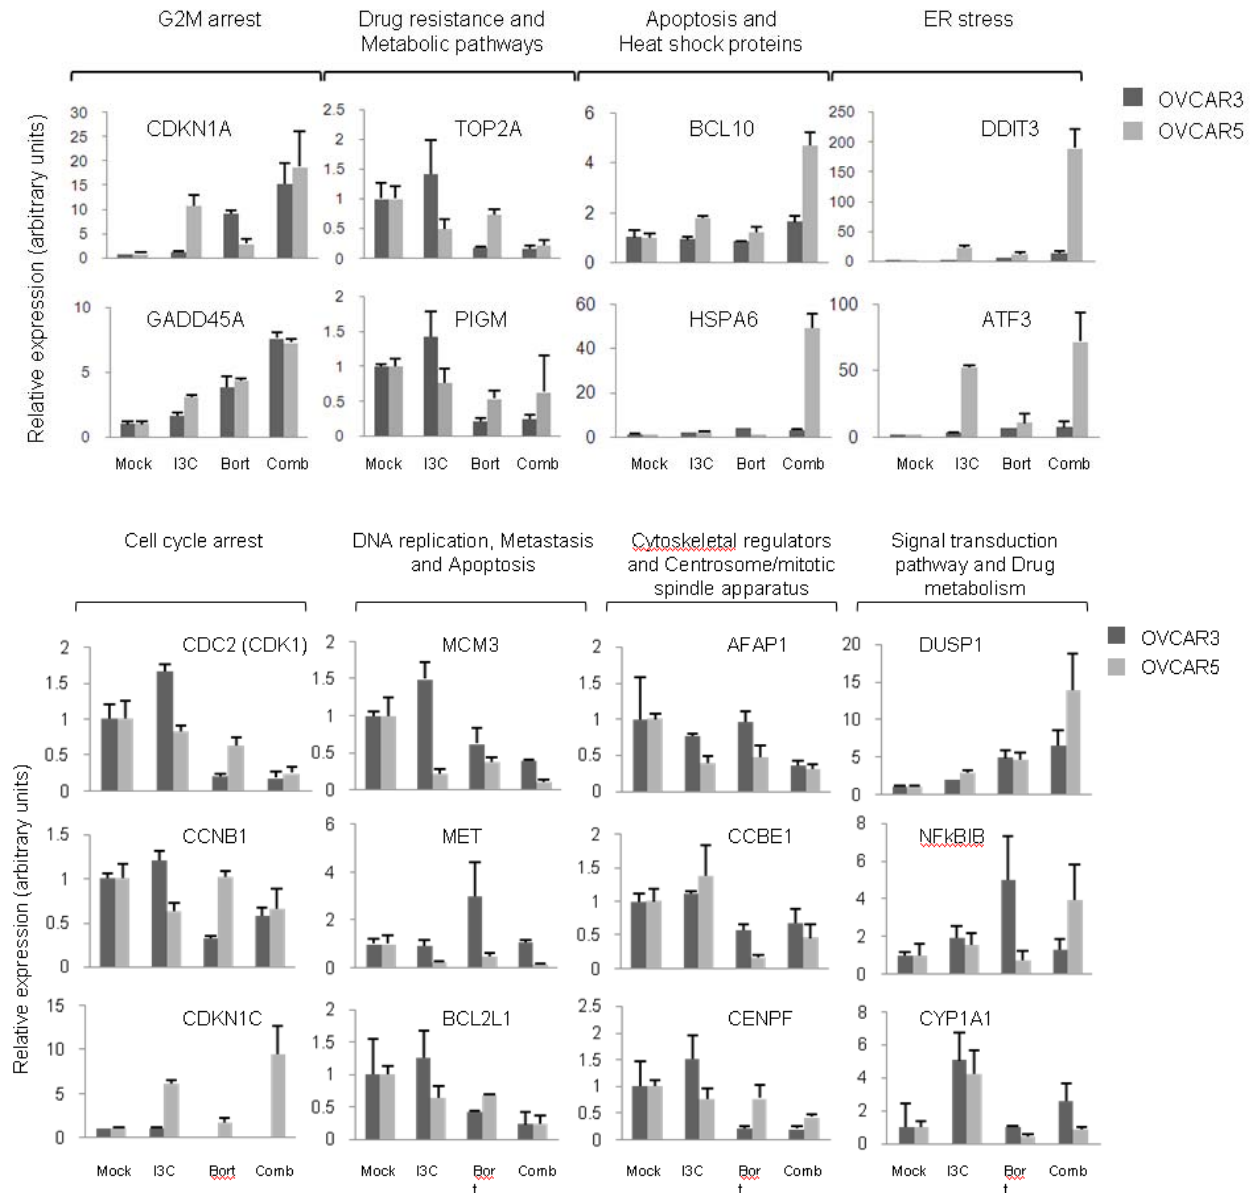 G2M arrest
Drug resistance and
Metabolic pathways
Apoptosis and
Heat shock proteins
ER stress
OVCAR3
OVCAR5
Relative expression (arbitrary units)
CDKN1A
30
25
20
15
10
5
0
TOP2A
2.5
2
1.5
1
0.5
0
BCL10
6
4
2
0
DDIT3
250
200
150
100
50
0
GADD45A
10
5
0
PIGM
2
1.5
1
0.5
0
HSPA6
60
40
20
0
ATF3
100
50
0
Mock I3C Bort Comb
Mock I3C Bort Comb
Mock I3C Bort Comb
Mock I3C Bort Comb
Cell cycle arrest
DNA replication, Metastasis
and Apoptosis
Cytoskeletal regulators
and Centrosome/mitotic
spindle apparatus
Signal transduction
pathway and Drug
metabolism
OVCAR3
OVCAR5
Relative expression (arbitrary units)
CDC2 (CDK1)
2
1.5
1
0.5
0
MCM3
2
1.5
1
0.5
0
AFAP1
2
1.5
1
0.5
0
DUSP1
20
15
10
5
0
CCNB1
1.5
1
0.5
0
MET
6
4
2
0
CCBE1
2
1.5
1
0.5
0
NFkBIB
8
6
4
2
0
CDKN1C
15
10
5
0
BCL2L1
2
1.5
1
0.5
0
CENPF
2.5
2
1.5
1
0.5
0
CYP1A1
8
6
4
2
0
Mock I3C Bort Comb
Mock I3C Bor Comb
t
Mock I3C Bor Comb
t
Mock I3C Bor Comb
t